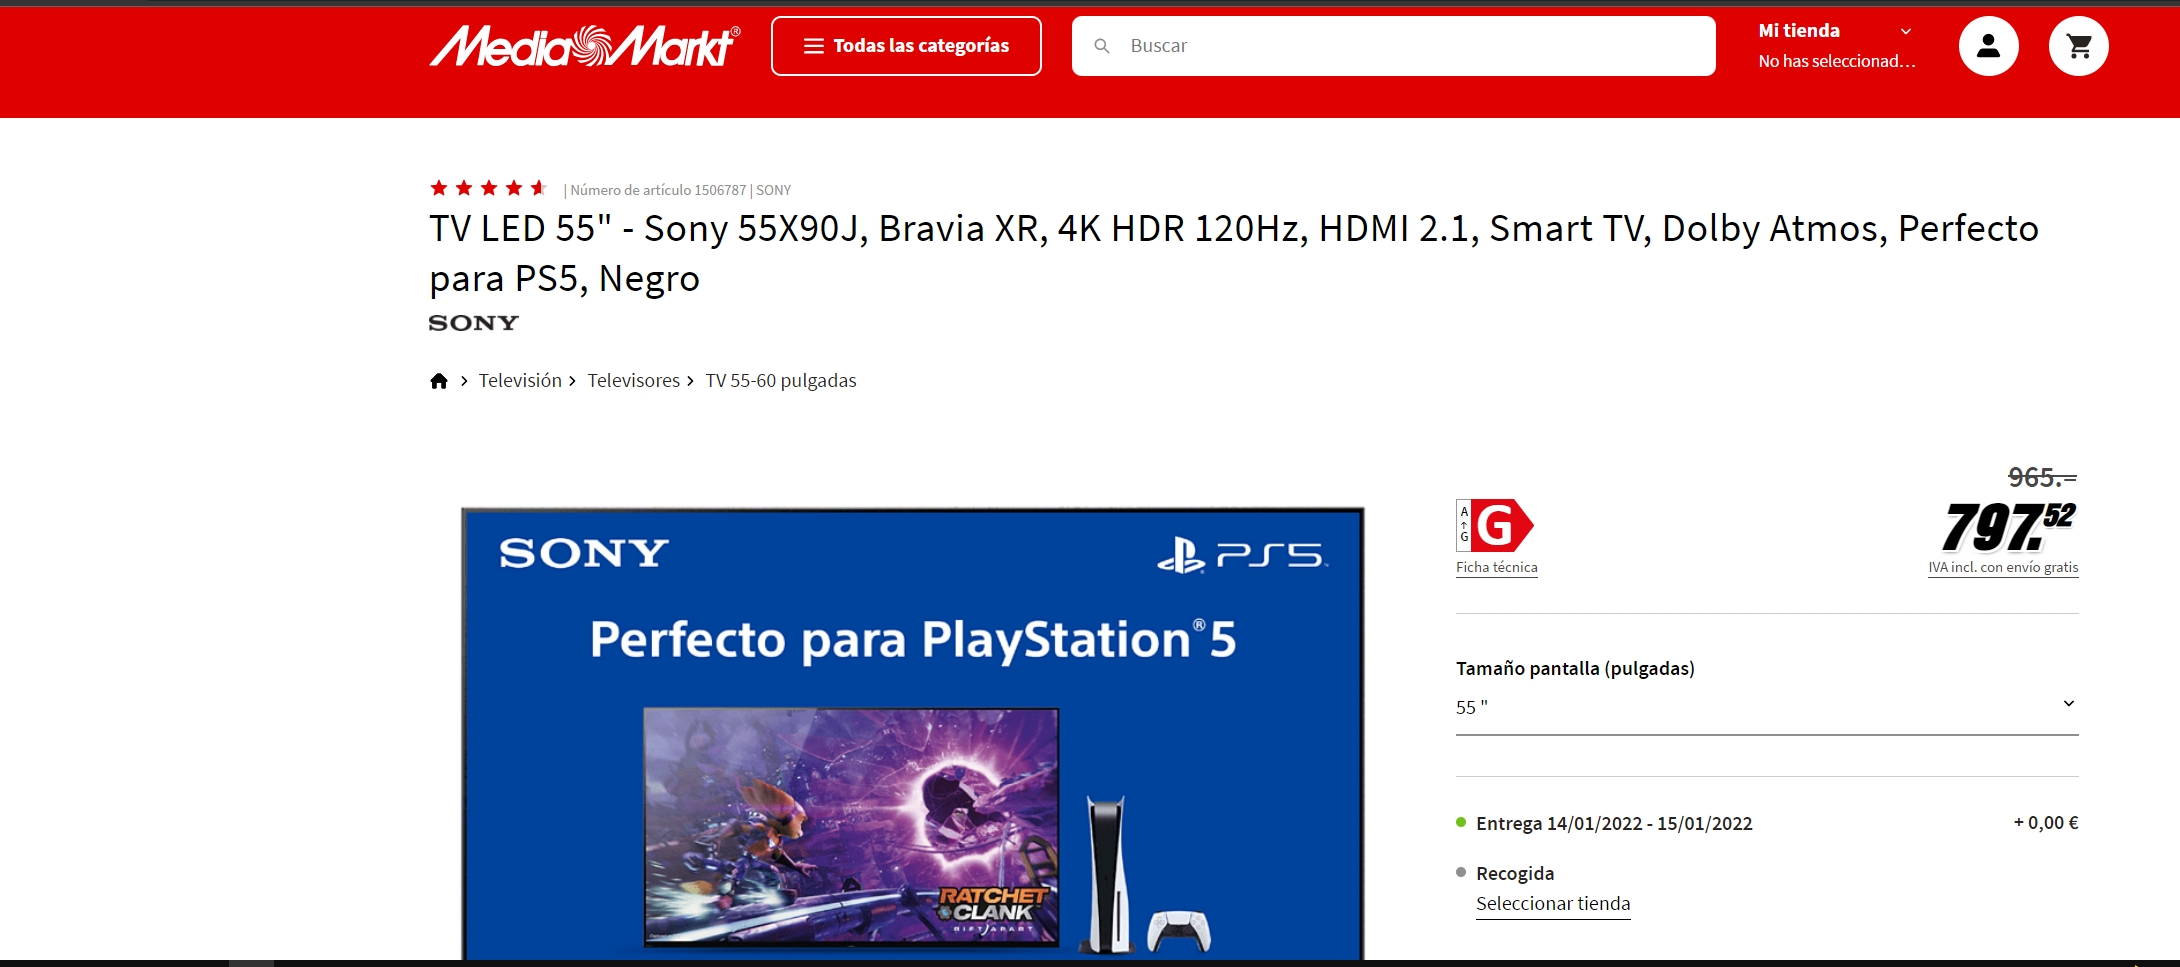 MediaMarkt®
Todas las categorías
Buscar
Mi tienda
No has seleccionad...
| Número de artículo 1506787 | SONY
TV LED 55" - Sony 55X90J, Bravia XR, 4K HDR 120Hz, HDMI 2.1, Smart TV, Dolby Atmos, Perfecto
para PS5, Negro
SONY
Televisión
Televisores
TV 55-60 pulgadas
965.–
797.52
A
G
G
Ficha técnica
IVA incl. con envío gratis
SONY
PS5™
Perfecto para PlayStation®5
RATCHET
CLANK
RIFT APART
Tamaño pantalla (pulgadas)
55 "
Entrega 14/01/2022 - 15/01/2022
+ 0,00 €
Recogida
Seleccionar tienda